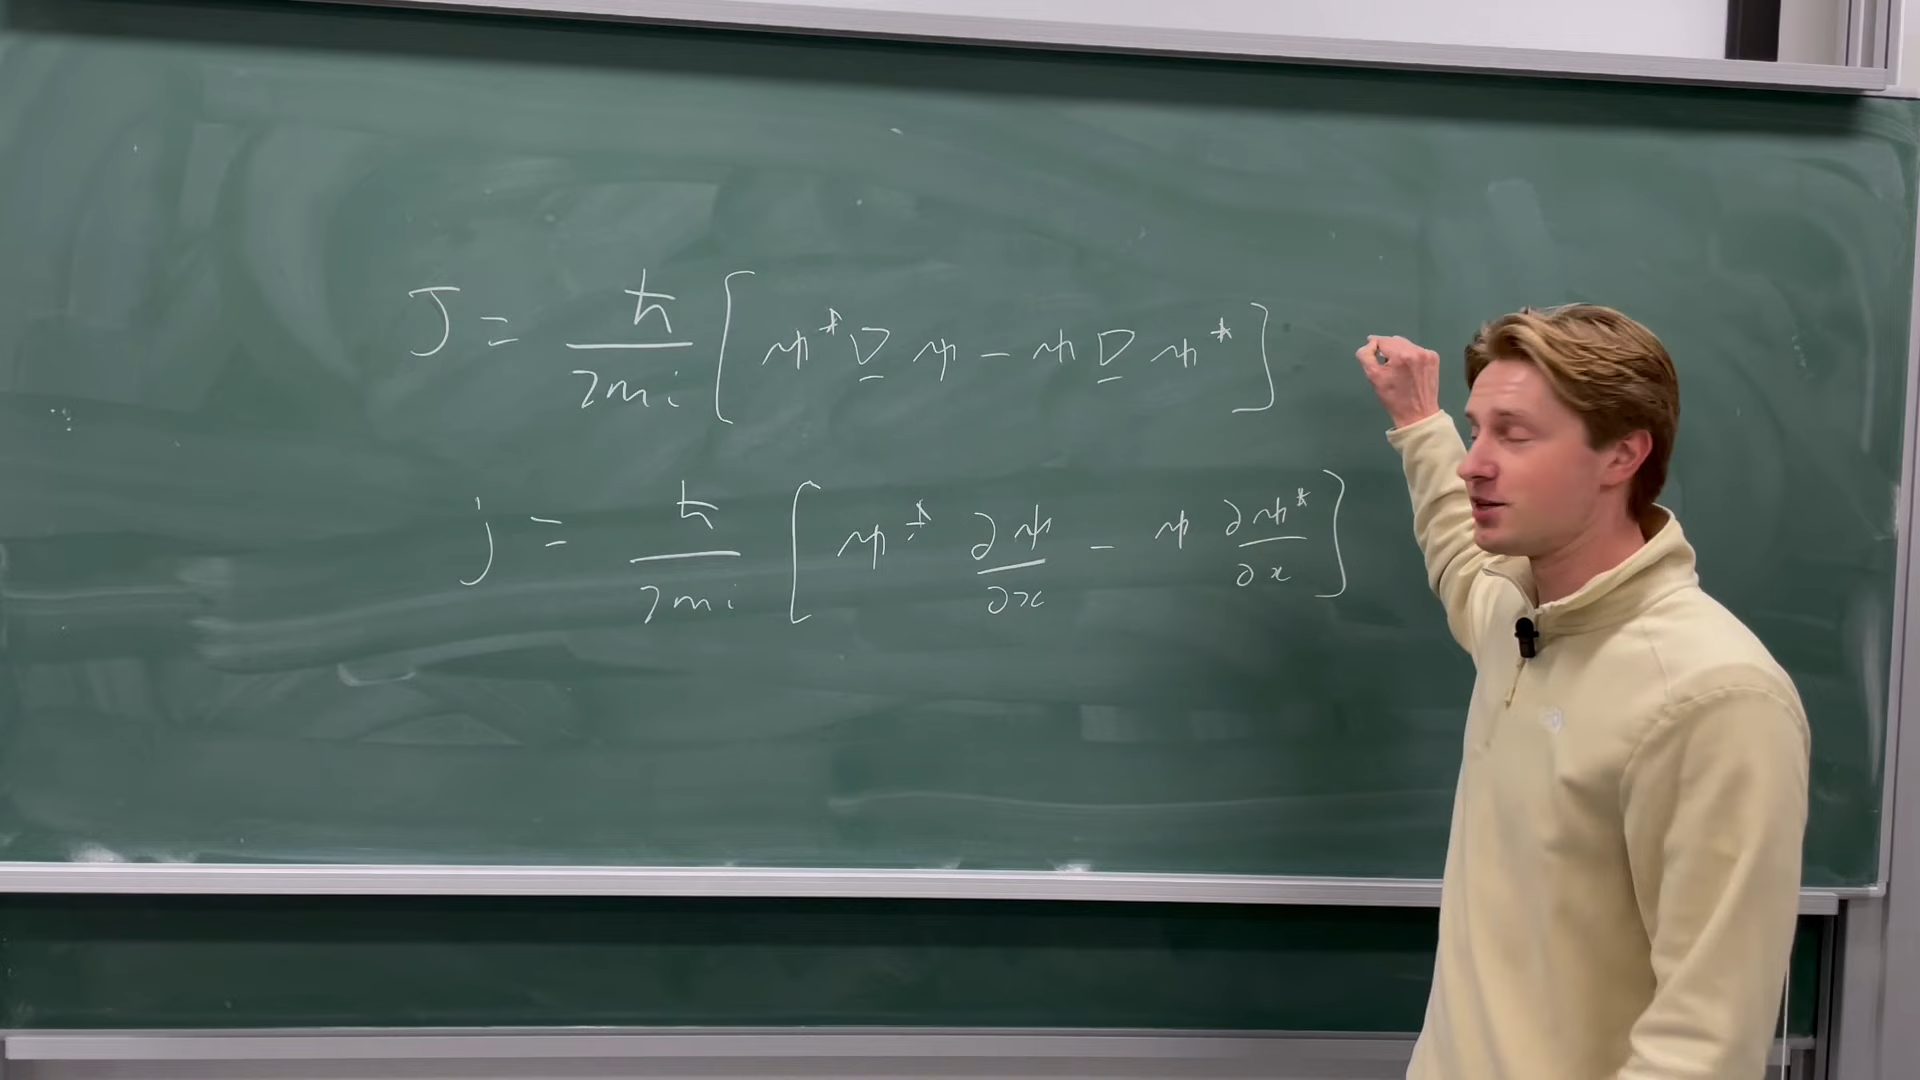 J = ħ/2mi [ ψ* ∇ ψ − ψ ∇ ψ* ]
j = ħ/2mi [ ψ* ∂ψ/∂x − ψ ∂ψ*/∂x ]